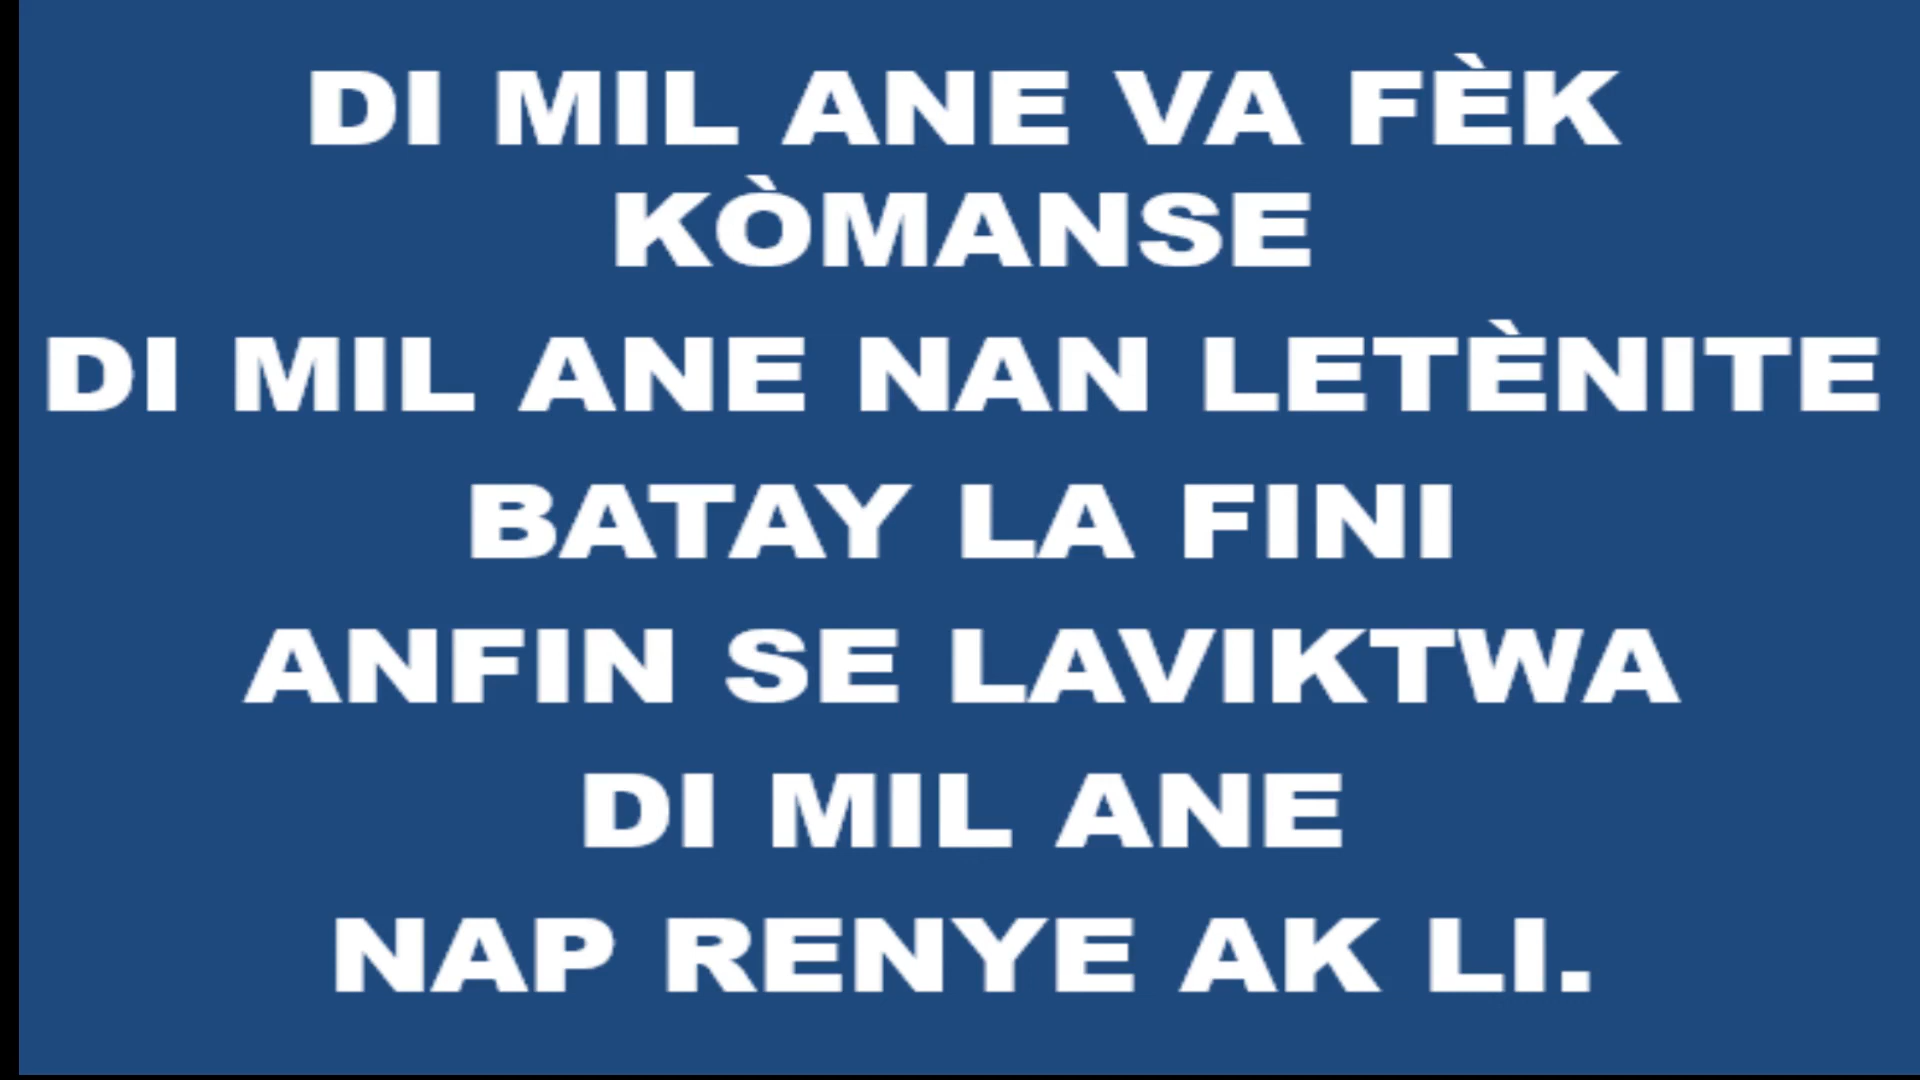 DI MIL ANE VA FÈK
KÒMANSE
DI MIL ANE NAN LETÈNITE
BATAY LA FINI
ANFIN SE LAVIKTWA
DI MIL ANE
NAP RENYE AK LI.